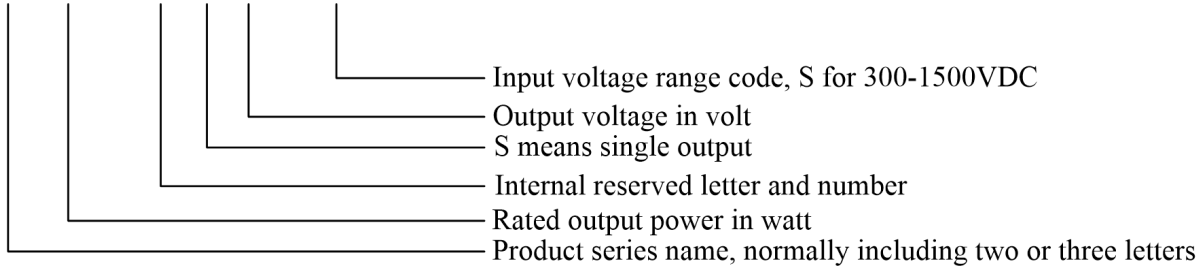 Input voltage range code, S for 300-1500VDC
Output voltage in volt
S means single output
Internal reserved letter and number
Rated output power in watt
Product series name, normally including two or three letters